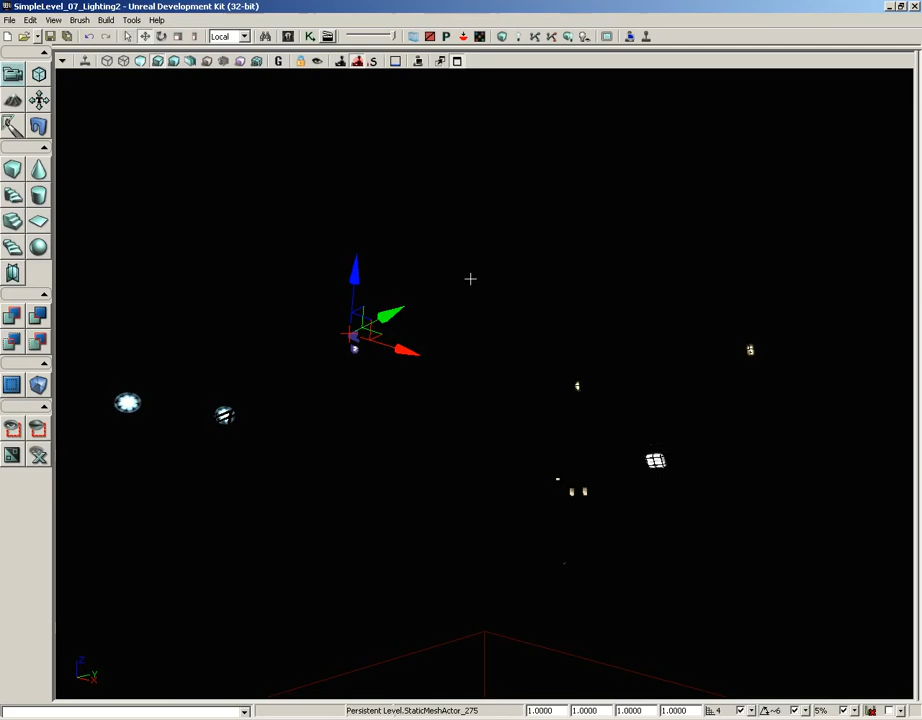 SimpleLevel_07_Lighting2 - Unreal Development Kit (32-bit)
File Edit View Brush Build Tools Help
Local
K
P
G
S
Z
Y
X
Persistent Level.StaticMeshActor_275
1.0000 1.0000 1.0000 1.0000
4
6
5%